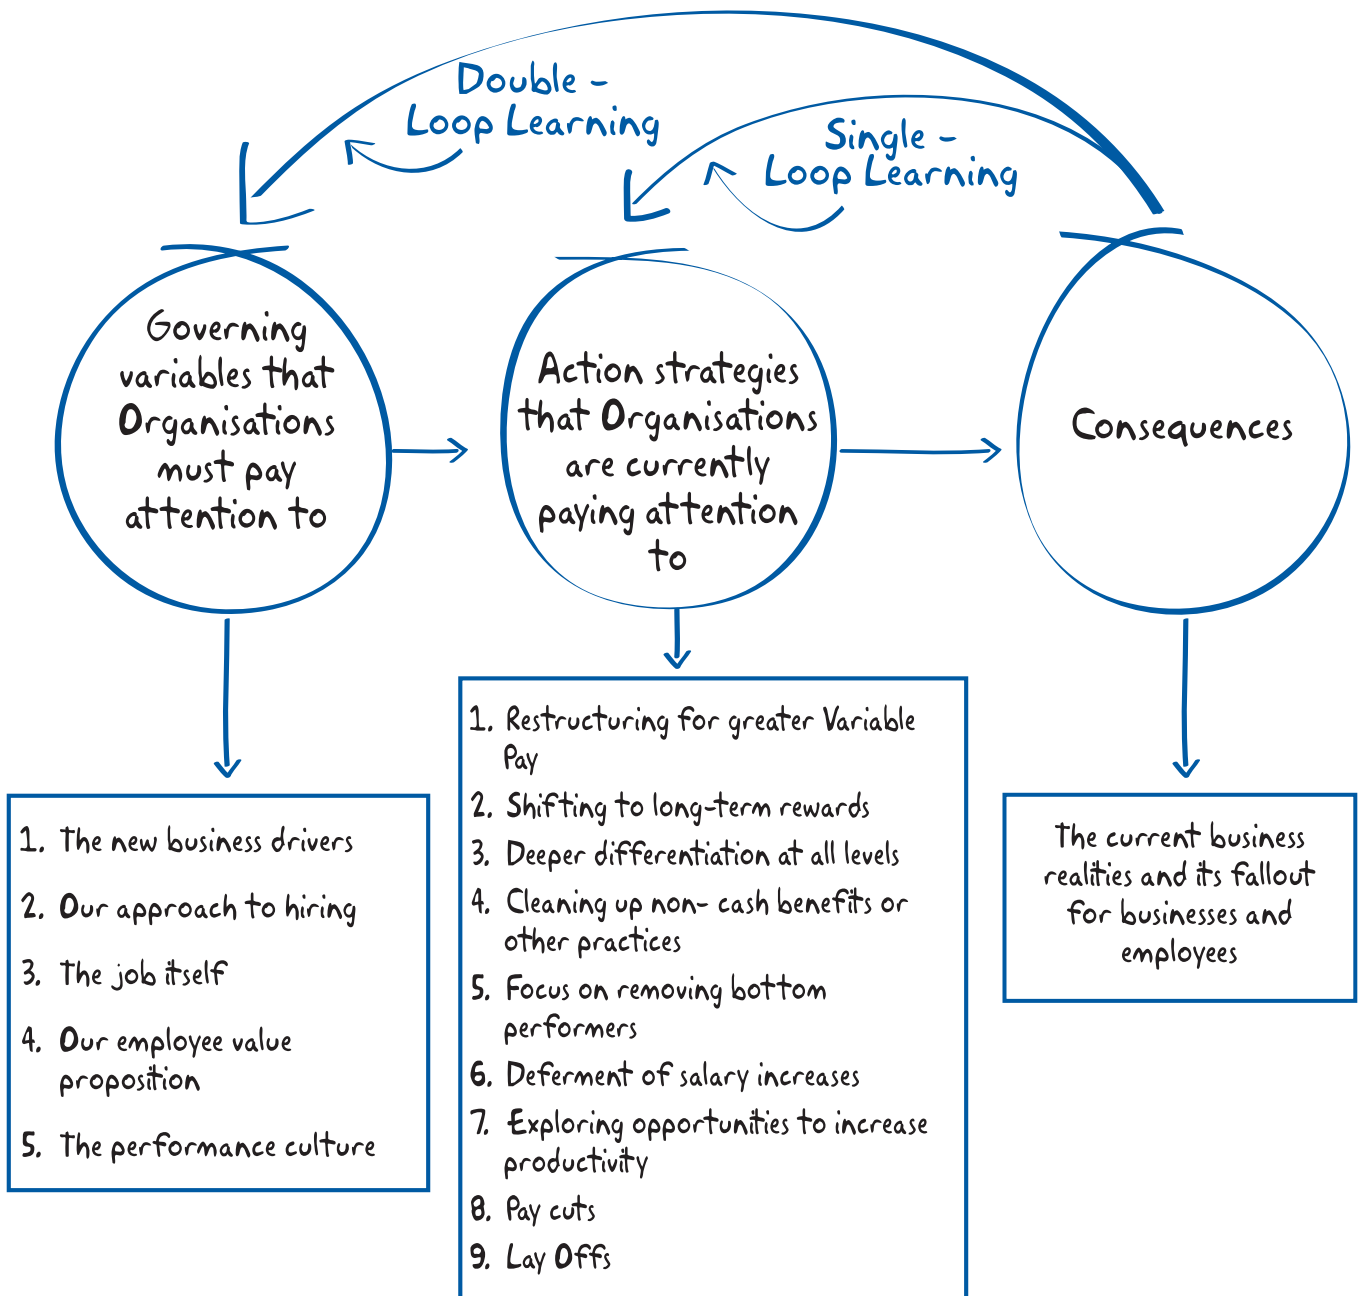 Double -
Loop Learning
Single -
Loop Learning
Governing
variables that
Organisations
must pay
attention to
Action strategies
that Organisations
are currently
paying attention
to
Consequences
1. The new business drivers
2. Our approach to hiring
3. The job itself
4. Our employee value
proposition
5. The performance culture
1. Restructuring for greater Variable
Pay
2. Shifting to long-term rewards
3. Deeper differentiation at all levels
4. Cleaning up non- cash benefits or
other practices
5. Focus on removing bottom
performers
6. Deferment of salary increases
7. Exploring opportunities to increase
productivity
8. Pay cuts
9. Lay Offs
The current business
realities and its fallout
for businesses and
employees